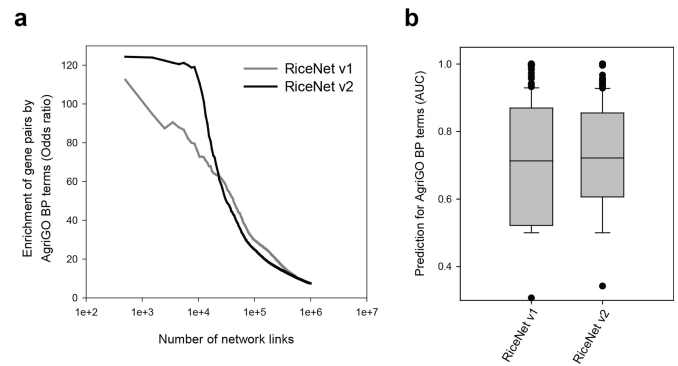 a
Enrichment of gene pairs by
AgriGO BP terms (Odds ratio)
120
100
80
60
40
20
0
RiceNet v1
RiceNet v2
1e+2 1e+3 1e+4 1e+5 1e+6 1e+7
Number of network links
b
Prediction for AgriGO BP terms (AUC)
1.0
0.8
0.6
0.4
RiceNet v1
RiceNet v2